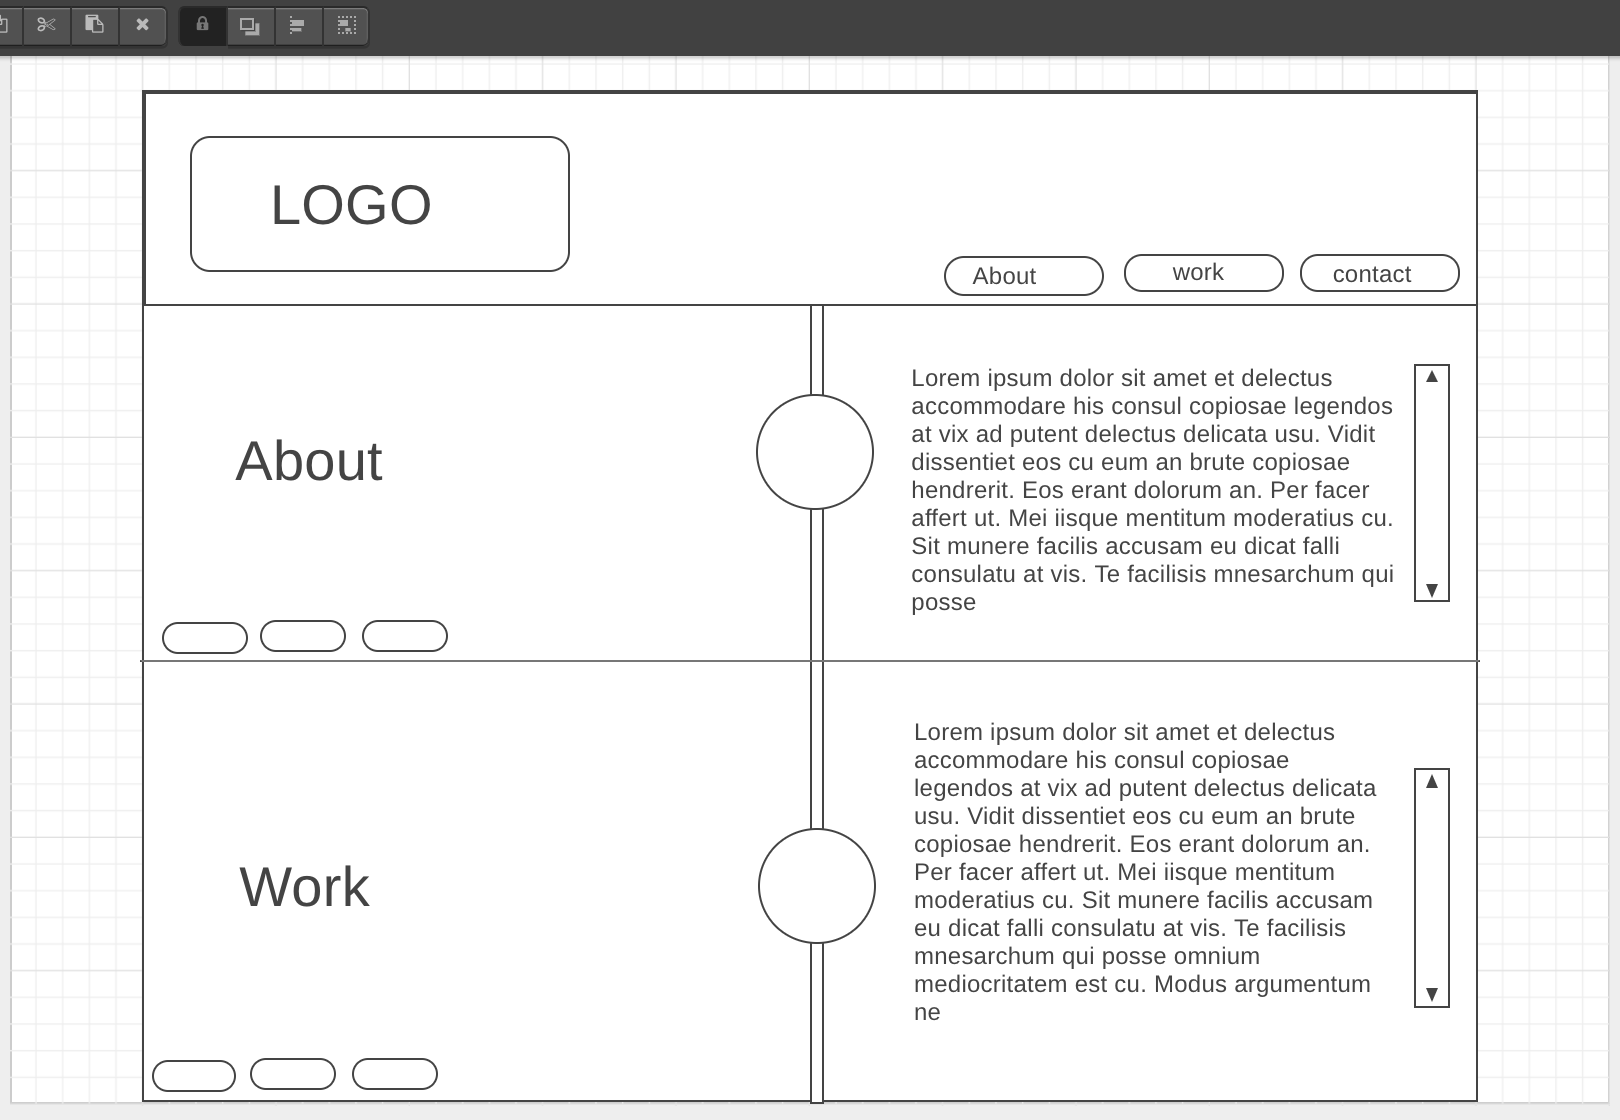 LOGO
About
work
contact
About
Lorem ipsum dolor sit amet et delectus
accommodare his consul copiosae legendos
at vix ad putent delectus delicata usu. Vidit
dissentiet eos cu eum an brute copiosae
hendrerit. Eos erant dolorum an. Per facer
affert ut. Mei iisque mentitum moderatius cu.
Sit munere facilis accusam eu dicat falli
consulatu at vis. Te facilisis mnesarchum qui
posse
Work
Lorem ipsum dolor sit amet et delectus
accommodare his consul copiosae
legendos at vix ad putent delectus delicata
usu. Vidit dissentiet eos cu eum an brute
copiosae hendrerit. Eos erant dolorum an.
Per facer affert ut. Mei iisque mentitum
moderatius cu. Sit munere facilis accusam
eu dicat falli consulatu at vis. Te facilisis
mnesarchum qui posse omnium
mediocritatem est cu. Modus argumentum
ne